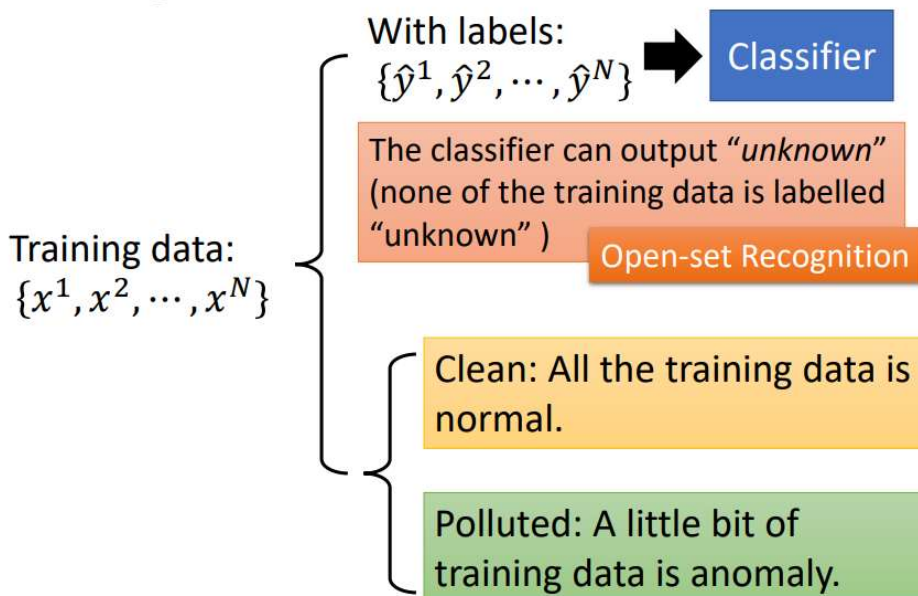 With labels:
{ŷ¹, ŷ², ⋯, ŷᴺ}
Classifier
The classifier can output “unknown”
(none of the training data is labelled
“unknown” )
Open-set Recognition
Training data:
{x¹, x², ⋯, xᴺ}
Clean: All the training data is
normal.
Polluted: A little bit of
training data is anomaly.